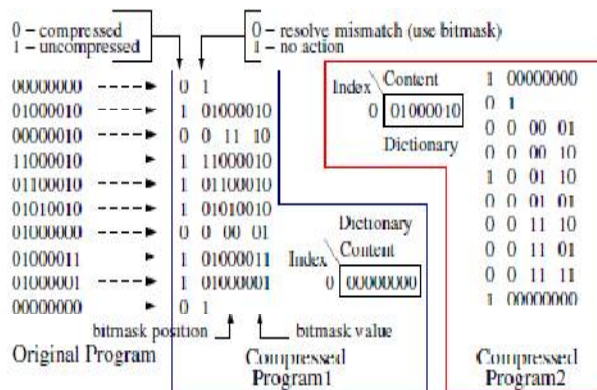 0 – compressed
1 – uncompressed
0 – resolve mismatch (use bitmask)
1 – no action
00000000
01000010
00000010
11000010
01100010
01010010
01000000
01000011
01000001
00000000
Original Program
0 1
1 01000010
0 0 11 10
1 11000010
1 01100010
1 01010010
0 0 00 01
1 01000011
1 01000001
0 1
bitmask position
bitmask value
Dictionary
Index Content
0 00000000
Compressed
Program1
Index Content
0 01000010
Dictionary
1 00000000
0 1
0 0 00 01
0 0 00 10
1 0 01 10
0 0 01 01
0 0 11 10
0 0 11 01
0 0 11 11
1 00000000
Compressed
Program2